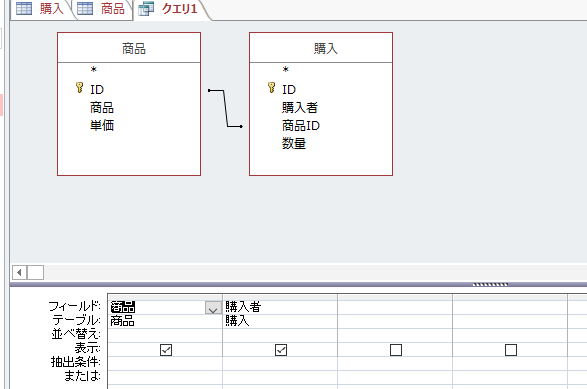 購入 商品 クエリ1
商品 購入
* *
ID ID
商品 購入者
単価 商品ID
数量
フィールド: 商品 購入者
テーブル: 商品 購入
並べ替え:
表示:
抽出条件:
または: